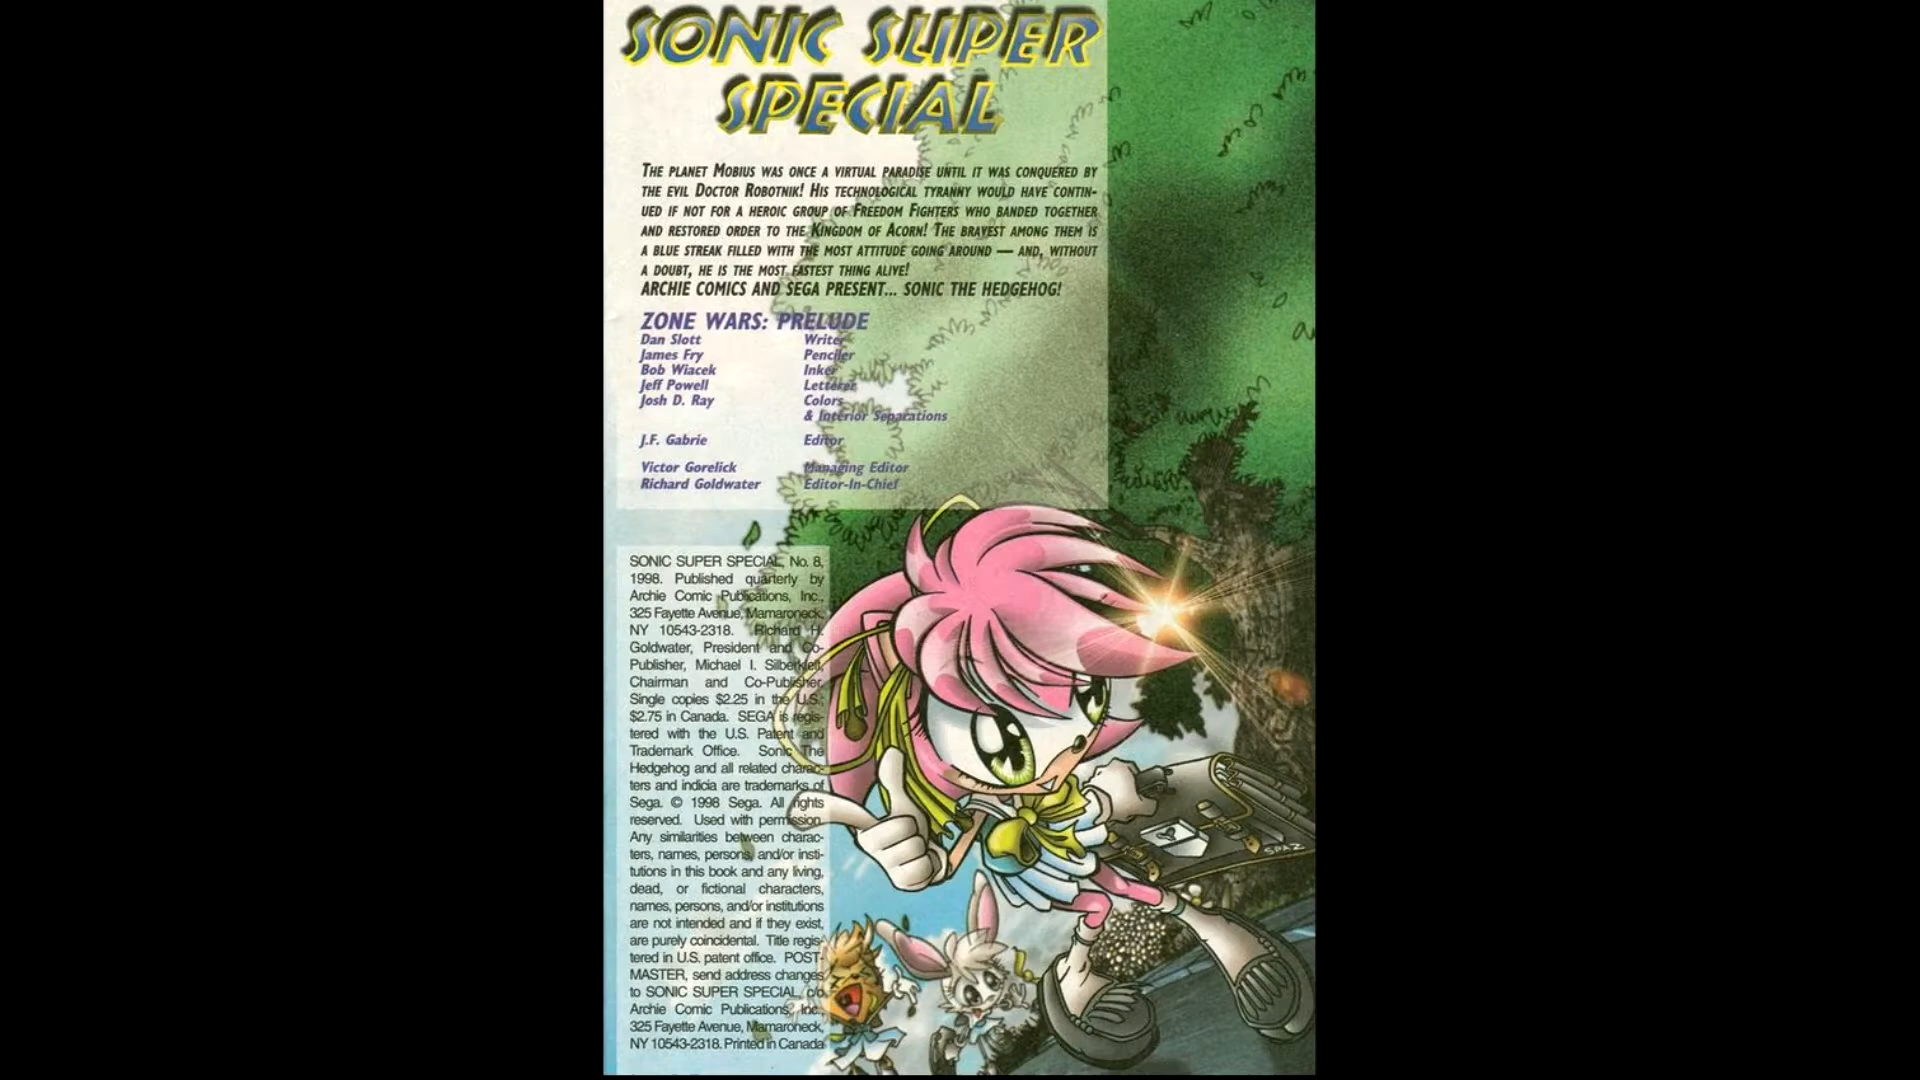 SONIC SUPER
SPECIAL
THE PLANET MOBIUS WAS ONCE A VIRTUAL PARADISE UNTIL IT WAS CONQUERED BY
THE EVIL DOCTOR ROBOTNIK! HIS TECHNOLOGICAL TYRANNY WOULD HAVE CONTIN-
UED IF NOT FOR A HEROIC GROUP OF FREEDOM FIGHTERS WHO BANDED TOGETHER
AND RESTORED ORDER TO THE KINGDOM OF ACORN! THE BRAVEST AMONG THEM IS
A BLUE STREAK FILLED WITH THE MOST ATTITUDE GOING AROUND — AND, WITHOUT
A DOUBT, HE IS THE MOST FASTEST THING ALIVE!
ARCHIE COMICS AND SEGA PRESENT... SONIC THE HEDGEHOG!
ZONE WARS: PRELUDE
Dan Slott Writer
James Fry Penciler
Bob Wiacek Inker
Jeff Powell Letterer
Josh D. Ray Colors
& Interior Separations
J.F. Gabrie Editor
Victor Gorelick Managing Editor
Richard Goldwater Editor-In-Chief
SONIC SUPER SPECIAL, No. 8,
1998. Published quarterly by
Archie Comic Publications, Inc.,
325 Fayette Avenue, Mamaroneck,
NY 10543-2318. Richard H.
Goldwater, President and Co-
Publisher, Michael I. Silberkleit,
Chairman and Co-Publisher.
Single copies $2.25 in the U.S.;
$2.75 in Canada. SEGA is regis-
tered with the U.S. Patent and
Trademark Office. Sonic The
Hedgehog and all related charac-
ters and indicia are trademarks of
Sega. © 1998 Sega. All rights
reserved. Used with permission.
Any similarities between charac-
ters, names, persons, and/or insti-
tutions in this book and any living,
dead, or fictional characters,
names, persons, and/or institutions
are not intended and if they exist,
are purely coincidental. Title regis-
tered in U.S. patent office. POST-
MASTER, send address changes
to SONIC SUPER SPECIAL, c/o
Archie Comic Publications, Inc.,
325 Fayette Avenue, Mamaroneck,
NY 10543-2318. Printed in Canada
SPAZ